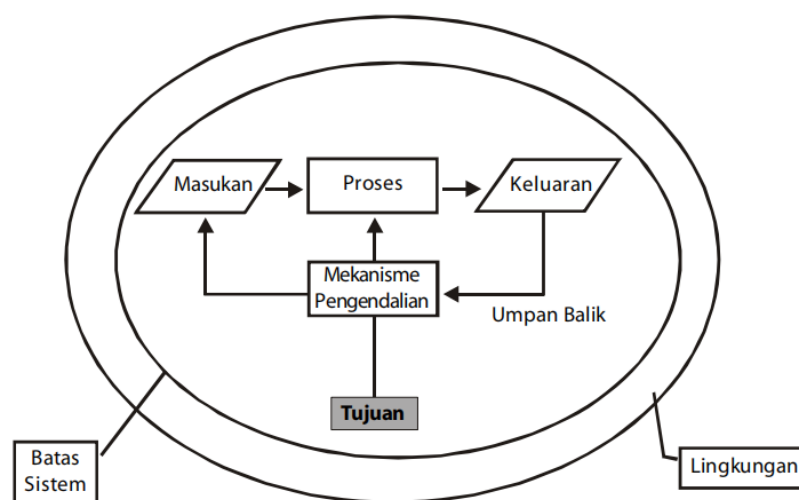 Masukan
Proses
Keluaran
Mekanisme
Pengendalian
Umpan Balik
Tujuan
Batas
Sistem
Lingkungan